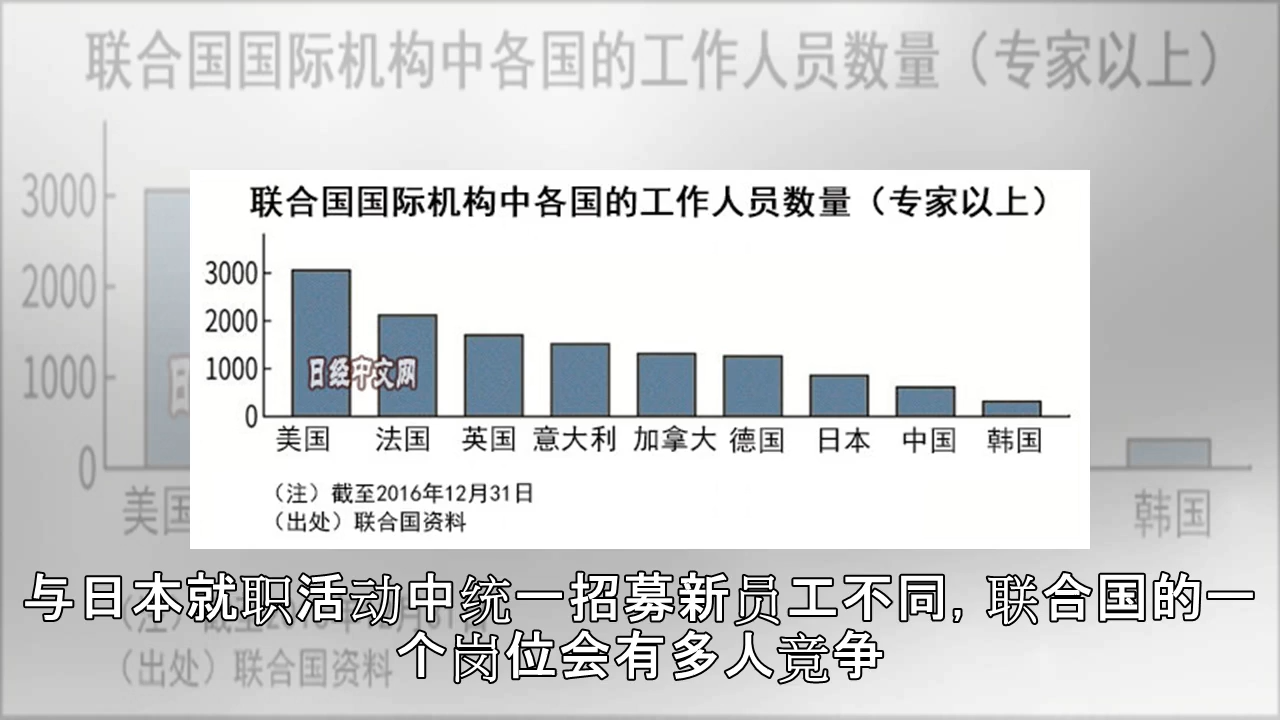 联合国国际机构中各国的工作人员数量（专家以上）
联合国国际机构中各国的工作人员数量（专家以上）
3000
2000
1000
0
日经中文网
美国 法国 英国 意大利 加拿大 德国 日本 中国 韩国
（注）截至2016年12月31日
（出处）联合国资料
3000
2000
1000
0
美国
韩国
（出处）联合国资料
与日本就职活动中统一招募新员工不同，联合国的一
个岗位会有多人竞争